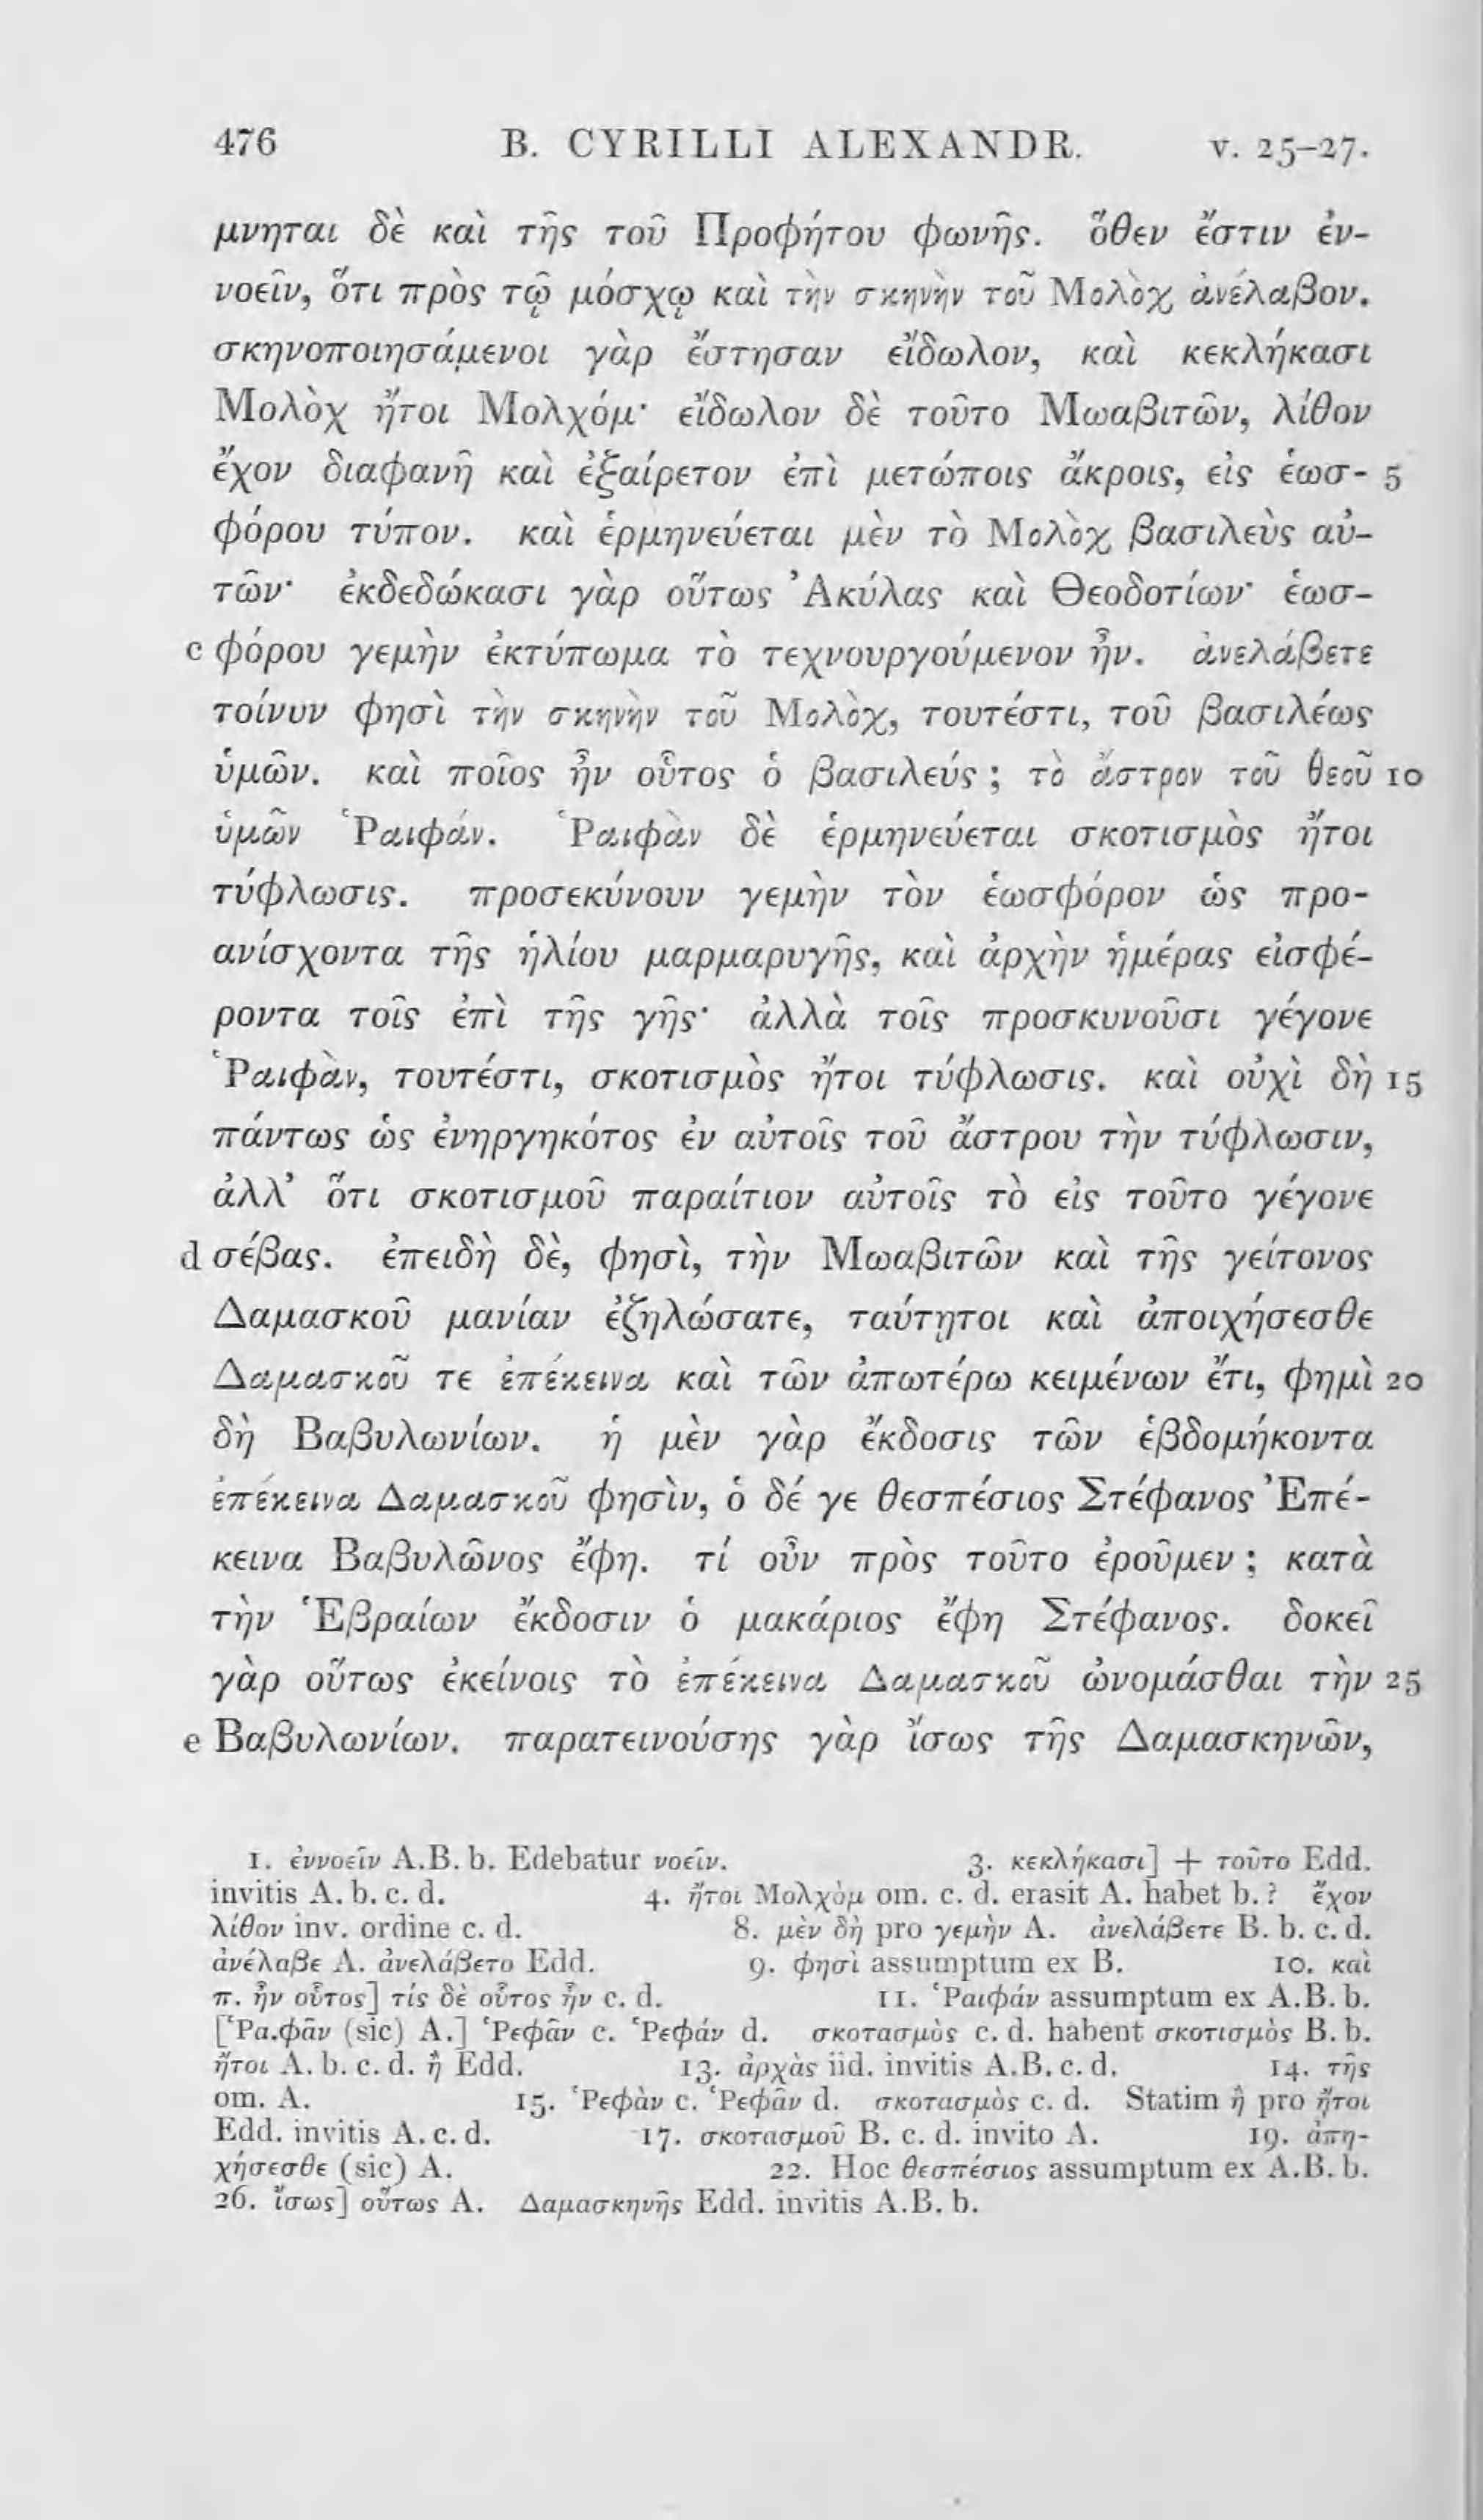 476 B. CYRILLI ALEXANDR. v. 25–27.
μνηται δὲ καὶ τῆς τοῦ Προφήτου φωνῆς. ὅθεν ἔστιν ἐν-
νοεῖν, ὅτι πρὸς τῷ μόσχῳ καὶ τὴν σκηνὴν τοῦ Μολὸχ ἀνέλαβον.
σκηνοποιησάμενοι γὰρ ἔστησαν εἴδωλον, καὶ κεκλήκασι
Μολὸχ ἤτοι Μολχόμ· εἴδωλον δὲ τοῦτο Μωαβιτῶν, λίθον
ἔχον διαφανῆ καὶ ἐξαίρετον ἐπὶ μετώποις ἄκροις, εἰς ἑωσ- 5
φόρου τύπον. καὶ ἑρμηνεύεται μὲν τὸ Μολὸχ βασιλεὺς αὐ-
τῶν· ἐκδεδώκασι γὰρ οὕτως Ἀκύλας καὶ Θεοδοτίων· ἑωσ-
c φόρου γεμὴν ἐκτύπωμα τὸ τεχνουργούμενον ἦν. ἀνελάβετε
τοίνυν φησὶ τὴν σκηνὴν τοῦ Μολὸχ, τουτέστι, τοῦ βασιλέως
ὑμῶν. καὶ ποῖος ἦν οὗτος ὁ βασιλεύς ; τὸ ἄστρον τοῦ θεοῦ 10
ὑμῶν Ῥαιφάν. Ῥαιφὰν δὲ ἑρμηνεύεται σκοτισμὸς ἤτοι
τύφλωσις. προσεκύνουν γεμὴν τὸν ἑωσφόρον ὡς προ-
ανίσχοντα τῆς ἡλίου μαρμαρυγῆς, καὶ ἀρχὴν ἡμέρας εἰσφέ-
ροντα τοῖς ἐπὶ τῆς γῆς· ἀλλὰ τοῖς προσκυνοῦσι γέγονε
Ῥαιφὰν, τουτέστι, σκοτισμὸς ἤτοι τύφλωσις. καὶ οὐχὶ δὴ 15
πάντως ὡς ἐνηργηκότος ἐν αὐτοῖς τοῦ ἄστρου τὴν τύφλωσιν,
ἀλλ’ ὅτι σκοτισμοῦ παραίτιον αὐτοῖς τὸ εἰς τοῦτο γέγονε
d σέβας. ἐπειδὴ δὲ, φησὶ, τὴν Μωαβιτῶν καὶ τῆς γείτονος
Δαμασκοῦ μανίαν ἐζηλώσατε, ταύτῃτοι καὶ ἀποιχήσεσθε
Δαμασκοῦ τε ἐπέκεινα καὶ τῶν ἀπωτέρω κειμένων ἔτι, φημὶ 20
δὴ Βαβυλωνίων. ἡ μὲν γὰρ ἔκδοσις τῶν ἑβδομήκοντα
ἐπέκεινα Δαμασκοῦ φησὶν, ὁ δέ γε θεσπέσιος Στέφανος Ἐπέ-
κεινα Βαβυλῶνος ἔφη. τί οὖν πρὸς τοῦτο ἐροῦμεν ; κατὰ
τὴν Ἑβραίων ἔκδοσιν ὁ μακάριος ἔφη Στέφανος. δοκεῖ
γὰρ οὕτως ἐκείνοις τὸ ἐπέκεινα Δαμασκοῦ ὠνομάσθαι τὴν 25
e Βαβυλωνίων. παρατεινούσης γὰρ ἴσως τῆς Δαμασκηνῶν,
1. ἐννοεῖν A.B. b. Edebatur νοεῖν. 3. κεκλήκασι] + τοῦτο Edd.
invitis A. b. c. d. 4. ἤτοι Μολχὸμ om. c. d. erasit A. habet b. ? ἔχον
λίθον inv. ordine c. d. 8. μὲν δὴ pro γεμὴν A. ἀνελάβετε B. b. c. d.
ἀνέλαβε A. ἀνελάβετο Edd. 9. φησὶ assumptum ex B. 10. καὶ
π. ἦν οὗτος] τίς δὲ οὗτος ἦν c. d. 11. Ῥαιφάν assumptum ex A.B. b.
[Ῥα.φᾶν (sic) A.] Ῥεφᾶν c. Ῥεφάν d. σκοτασμὸς c. d. habent σκοτισμὸς B. b.
ἤτοι A. b. c. d. ἢ Edd. 13. ἀρχὰς iid. invitis A.B. c. d. 14. τῆς
om. A. 15. Ῥεφὰν c. Ῥεφᾶν d. σκοτασμὸς c. d. Statim ἢ pro ἤτοι
Edd. invitis A. c. d. 17. σκοτασμοῦ B. c. d. invito A. 19. ἀπη-
χήσεσθε (sic) A. 22. Hoc θεσπέσιος assumptum ex A.B. b.
26. ἴσως] οὕτως A. Δαμασκηνῆς Edd. invitis A.B. b.